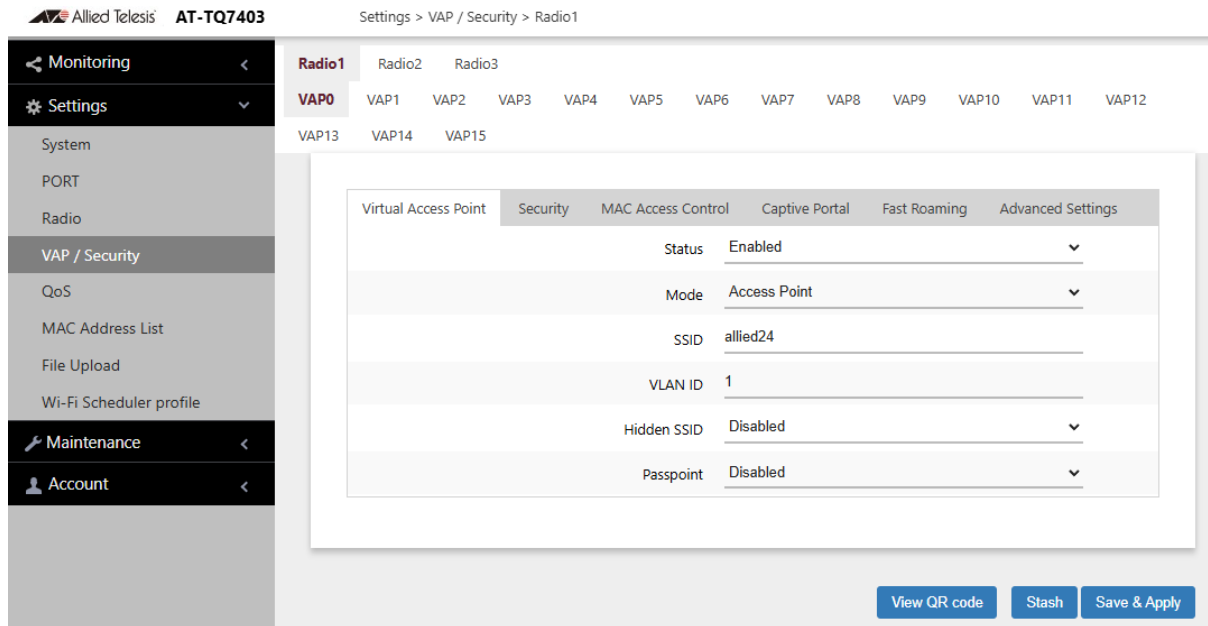 Allied Telesis AT-TQ7403 Settings > VAP / Security > Radio1
Monitoring
Radio1 Radio2 Radio3
Settings
VAP0 VAP1 VAP2 VAP3 VAP4 VAP5 VAP6 VAP7 VAP8 VAP9 VAP10 VAP11 VAP12
VAP13 VAP14 VAP15
System
PORT
Radio
VAP / Security
QoS
MAC Address List
File Upload
Wi-Fi Scheduler profile
Maintenance
Account
Virtual Access Point Security MAC Access Control Captive Portal Fast Roaming Advanced Settings
Status Enabled
Mode Access Point
SSID allied24
VLAN ID 1
Hidden SSID Disabled
Passpoint Disabled
View QR code Stash Save & Apply